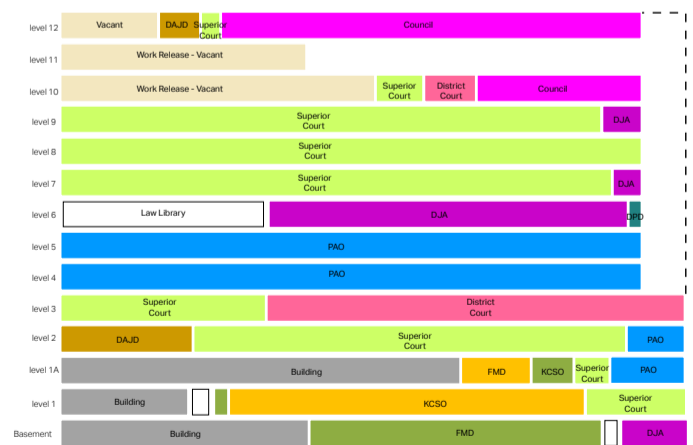 level 12 Vacant DAJD Superior Court Council
level 11 Work Release - Vacant
level 10 Work Release - Vacant Superior Court District Court Council
level 9 Superior Court DJA
level 8 Superior Court
level 7 Superior Court DJA
level 6 Law Library DJA DPD
level 5 PAO
level 4 PAO
level 3 Superior Court District Court
level 2 DAJD Superior Court PAO
level 1A Building FMD KCSO Superior Court PAO
level 1 Building KCSO Superior Court
Basement Building FMD DJA